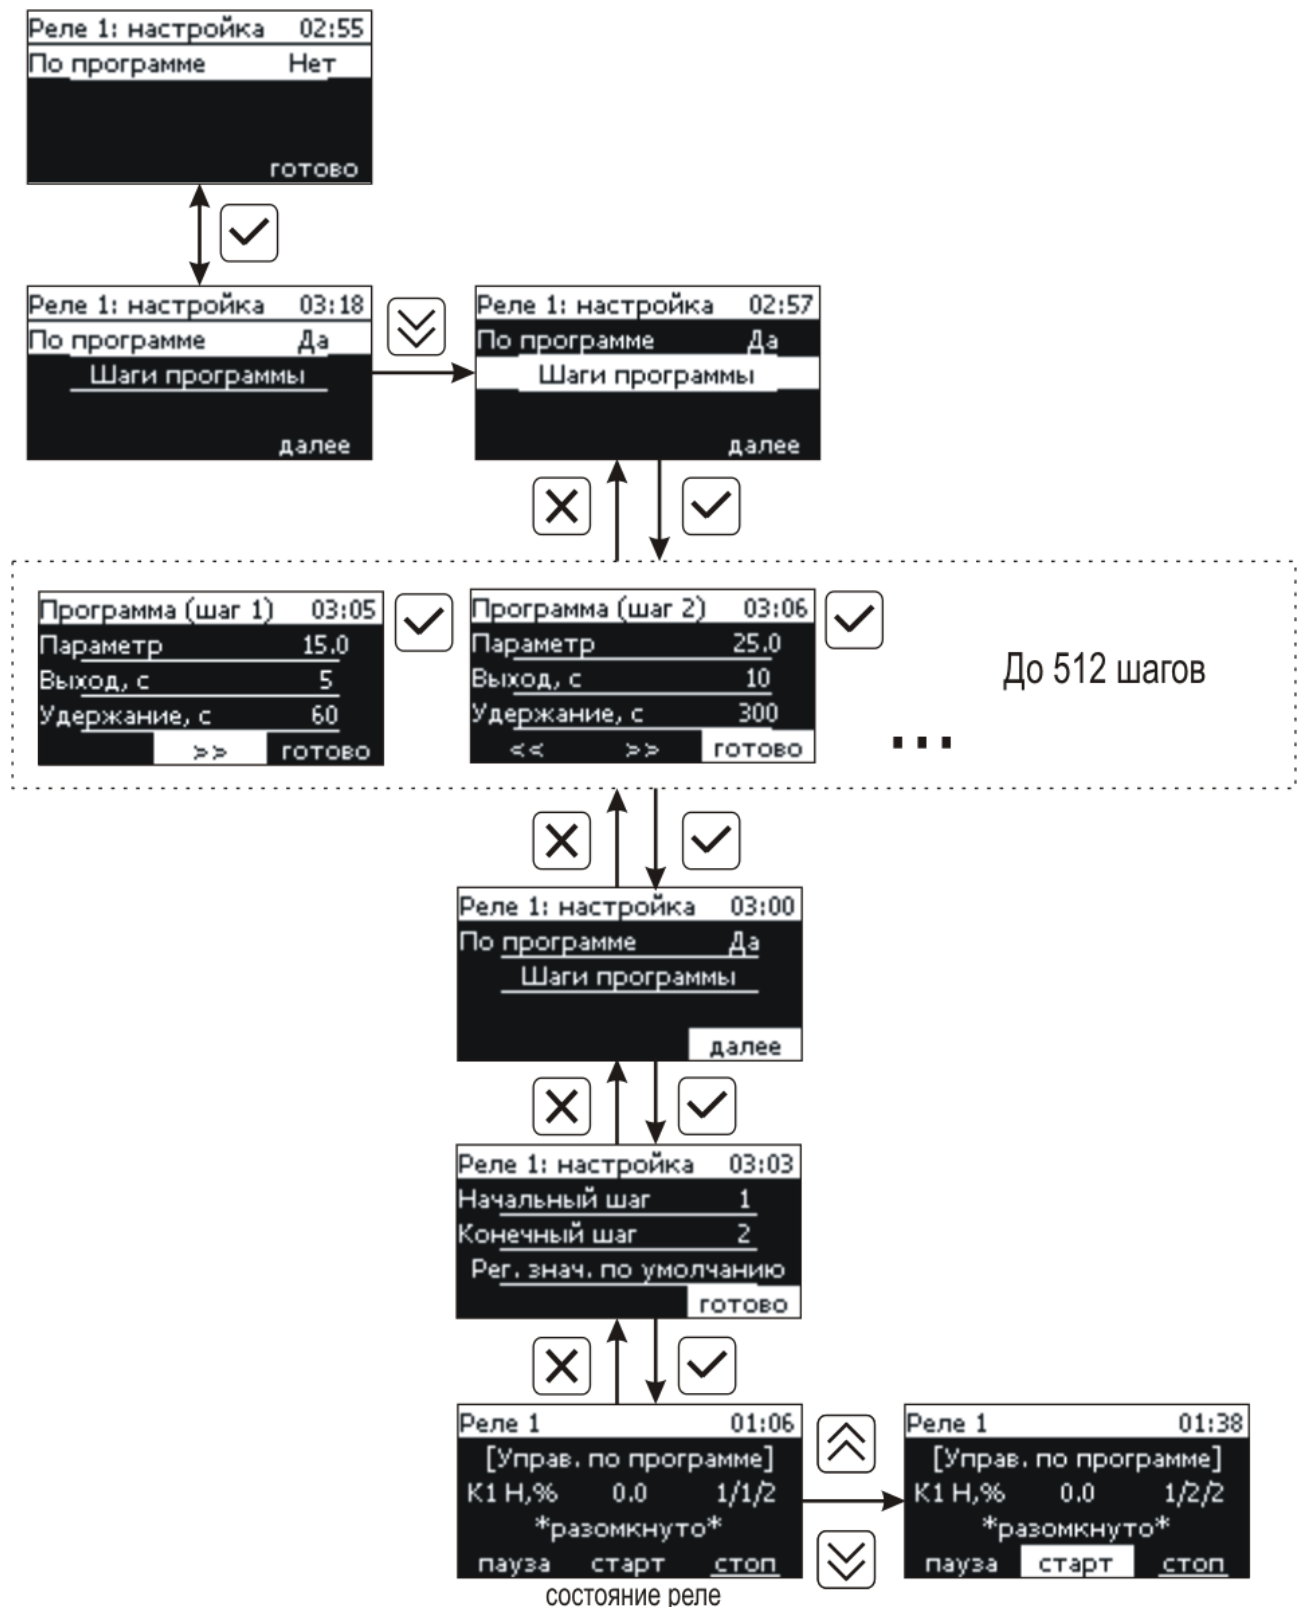 Реле 1: настройка 02:55
По программе Нет
готово
Реле 1: настройка 03:18
По программе Да
Шаги программы
далее
Реле 1: настройка 02:57
По программе Да
Шаги программы
далее
Программа (шаг 1) 03:05
Параметр 15.0
Выход, с 5
Удержание, с 60
>> готово
Программа (шаг 2) 03:06
Параметр 25.0
Выход, с 10
Удержание, с 300
<< >> готово
До 512 шагов
...
Реле 1: настройка 03:00
По программе Да
Шаги программы
далее
Реле 1: настройка 03:03
Начальный шаг 1
Конечный шаг 2
Рег. знач. по умолчанию
готово
Реле 1 01:06
[Управ. по программе]
К1 Н,% 0.0 1/1/2
*разомкнуто*
пауза старт стоп
состояние реле
Реле 1 01:38
[Управ. по программе]
К1 Н,% 0.0 1/2/2
*разомкнуто*
пауза старт стоп